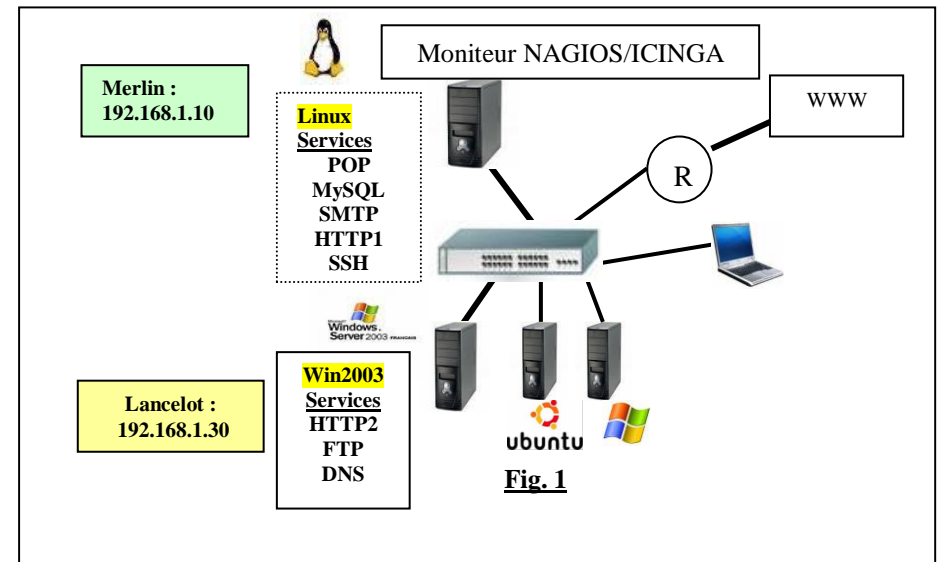 Moniteur NAGIOS/ICINGA
Merlin :
192.168.1.10
Linux
Services
POP
MySQL
SMTP
HTTP1
SSH
WWW
R
Windows
Server 2003 FRANCAIS
Win2003
Services
HTTP2
FTP
DNS
Lancelot :
192.168.1.30
ubuntu
Fig. 1